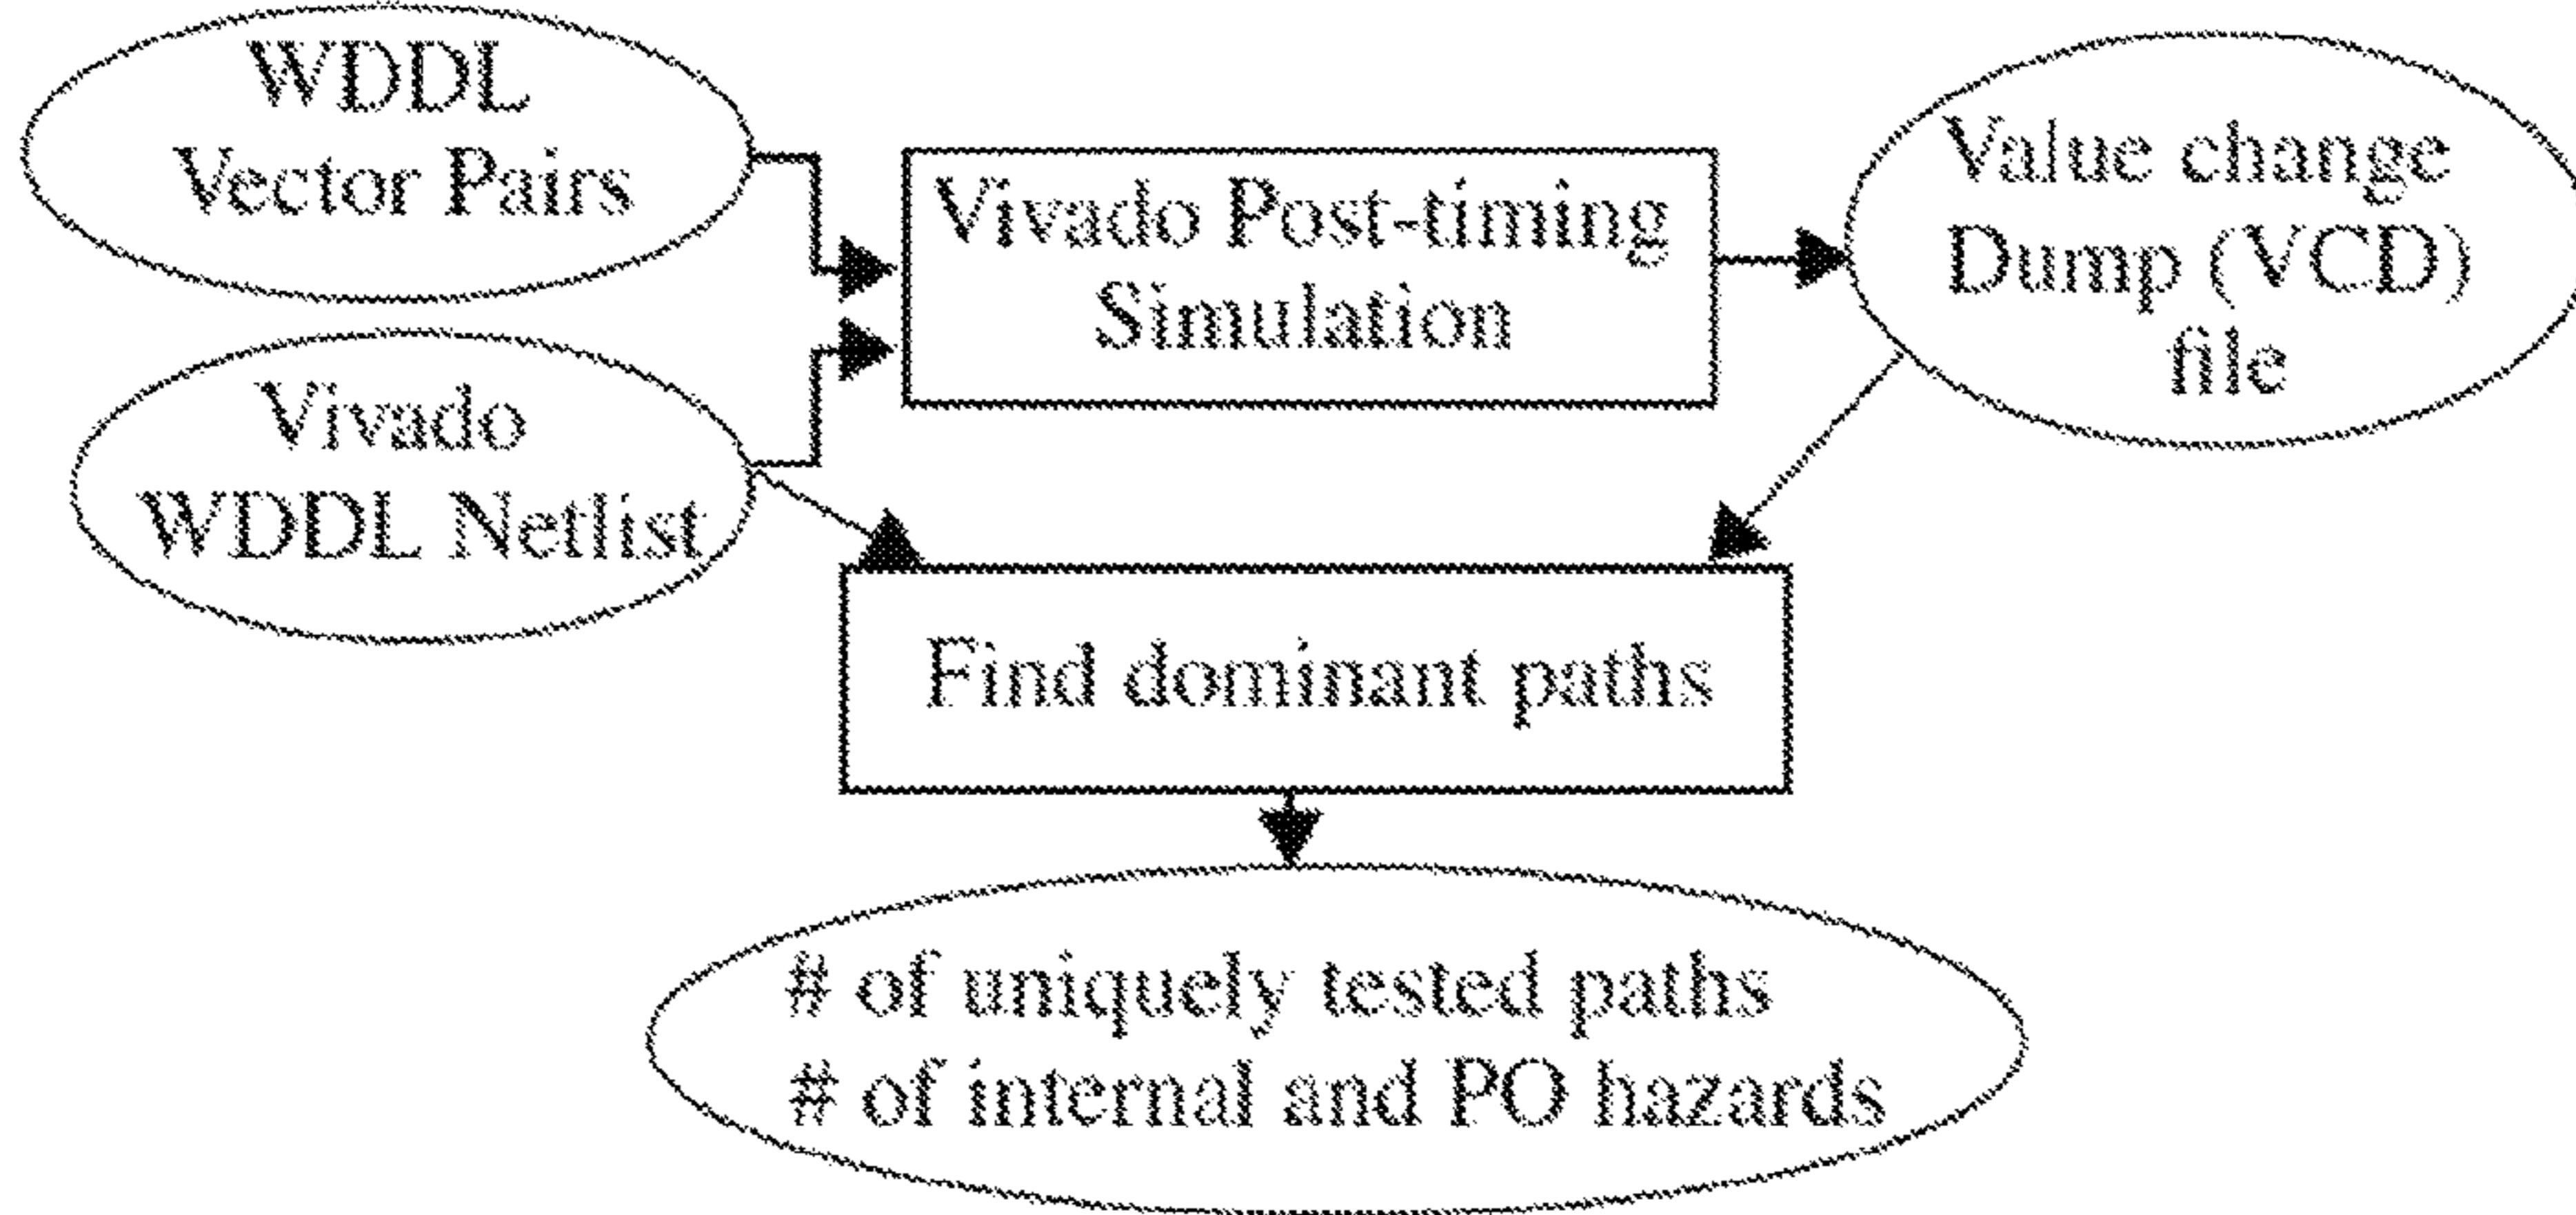 WDDL
Vector Pairs
Vivado Post-timing
Simulation
Value change
Dump (VCD)
file
Vivado
WDDL Netlist
Find dominant paths
# of uniquely tested paths
# of internal and PO hazards